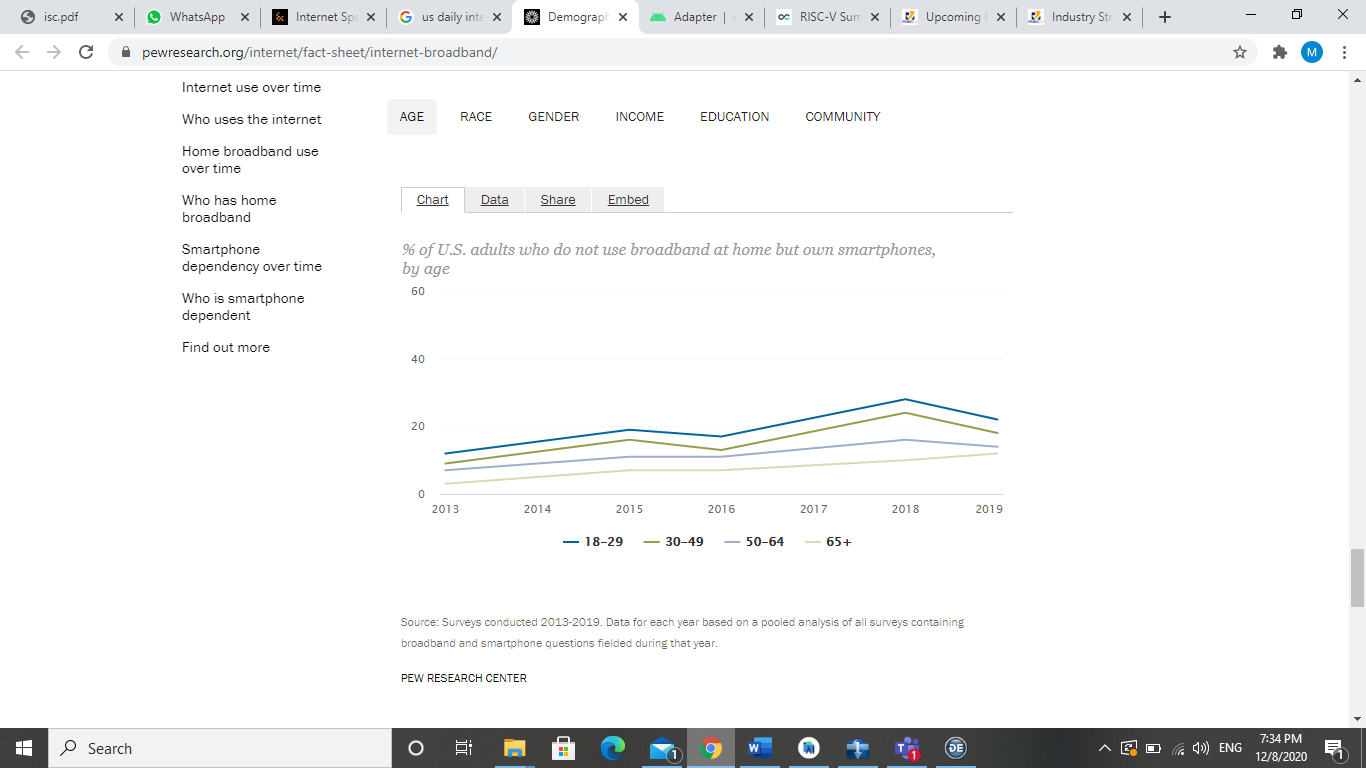 isc.pdf
WhatsApp
Internet Spe
us daily inte
Demograph
Adapter | A
RISC-V Sum
Upcoming E
Industry Str
pewresearch.org/internet/fact-sheet/internet-broadband/
M
Internet use over time
Who uses the internet
Home broadband use
over time
Who has home
broadband
Smartphone
dependency over time
Who is smartphone
dependent
Find out more
AGE RACE GENDER INCOME EDUCATION COMMUNITY
Chart Data Share Embed
% of U.S. adults who do not use broadband at home but own smartphones,
by age
60
40
20
0
2013 2014 2015 2016 2017 2018 2019
18–29 30–49 50–64 65+
Source: Surveys conducted 2013-2019. Data for each year based on a pooled analysis of all surveys containing
broadband and smartphone questions fielded during that year.
PEW RESEARCH CENTER
Search
1
W
1
DE
ENG
7:34 PM
12/8/2020
1